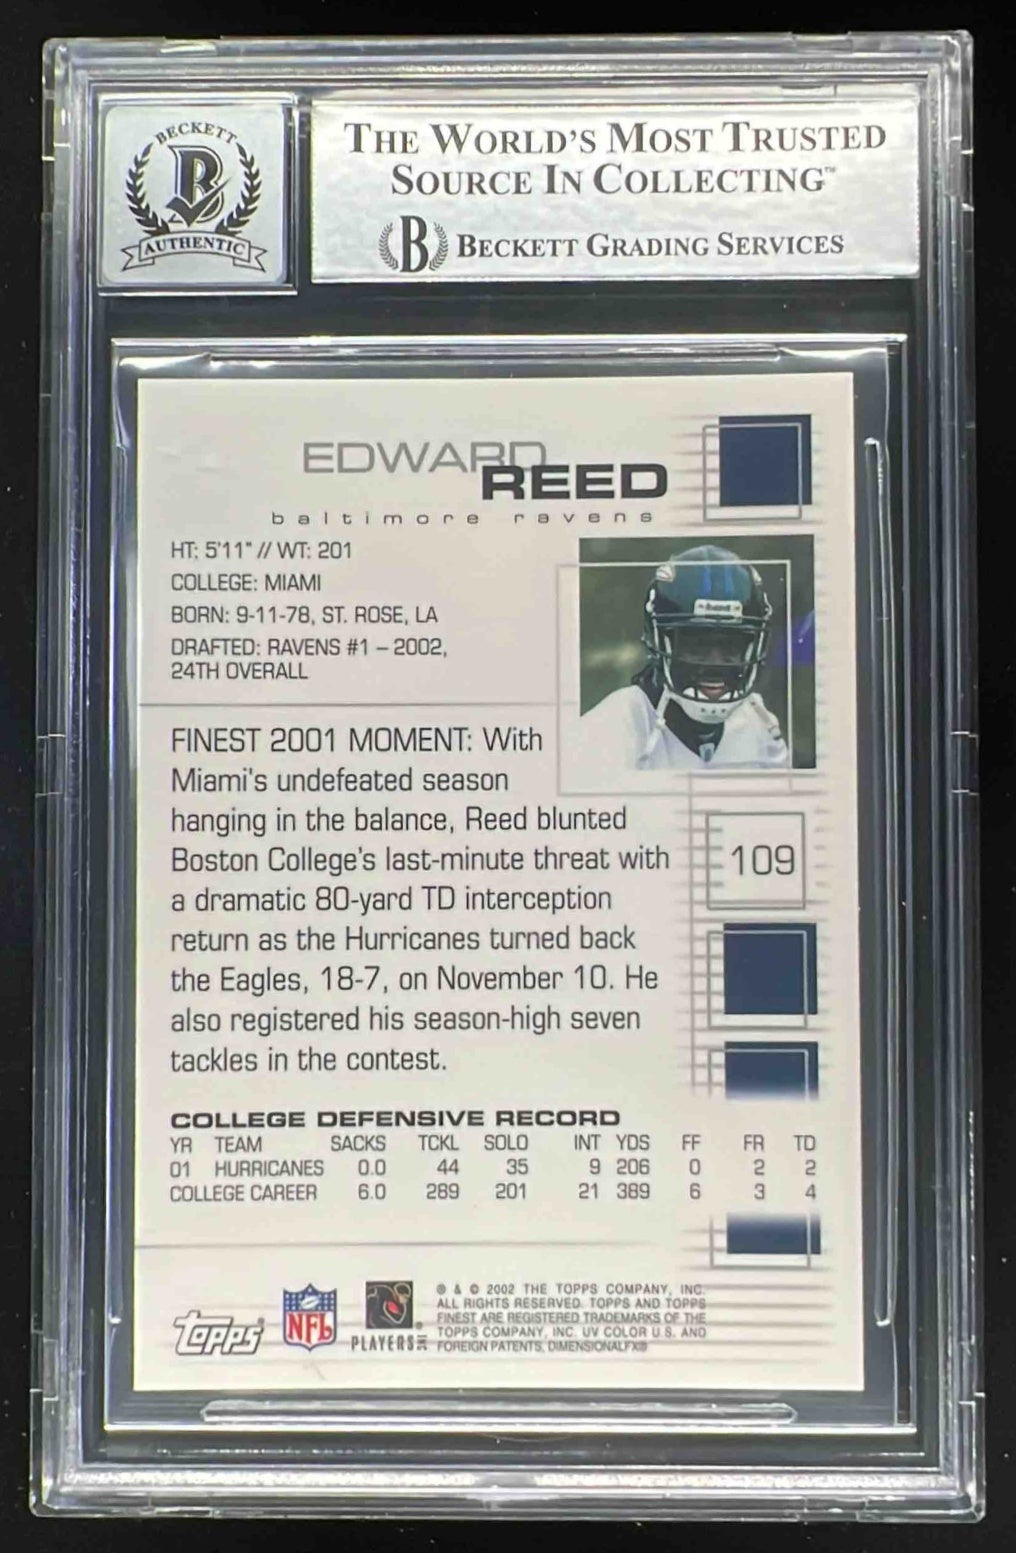 BECKETT
B
AUTHENTIC
THE WORLD'S MOST TRUSTED
SOURCE IN COLLECTING™
B BECKETT GRADING SERVICES
EDWARD
REED
baltimore ravens
HT: 5'11" // WT: 201
COLLEGE: MIAMI
BORN: 9-11-78, ST. ROSE, LA
DRAFTED: RAVENS #1 – 2002,
24TH OVERALL
FINEST 2001 MOMENT: With
Miami's undefeated season
hanging in the balance, Reed blunted
Boston College's last-minute threat with
a dramatic 80-yard TD interception
return as the Hurricanes turned back
the Eagles, 18-7, on November 10. He
also registered his season-high seven
tackles in the contest.
109
COLLEGE DEFENSIVE RECORD
YR TEAM SACKS TCKL SOLO INT YDS FF FR TD
01 HURRICANES 0.0 44 35 9 206 0 2 2
COLLEGE CAREER 6.0 289 201 21 389 6 3 4
topps®
NFL
PLAYERS INC
® & © 2002 THE TOPPS COMPANY, INC.
ALL RIGHTS RESERVED. TOPPS AND TOPPS
FINEST ARE REGISTERED TRADEMARKS OF THE
TOPPS COMPANY, INC. UV COLOR U.S. AND
FOREIGN PATENTS, DIMENSIONALFX®